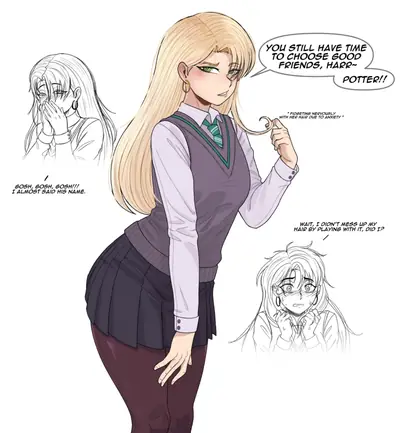 YOU STILL HAVE TIME
TO CHOOSE GOOD
FRIENDS, HARR~
POTTER!!
* FIDGETING NERVOUSLY
WITH HER HAIR DUE TO ANXIETY *
GOSH, GOSH, GOSH!!!
I ALMOST SAID HIS NAME.
WAIT, I DIDN'T MESS UP MY
HAIR BY PLAYING WITH IT, DID I?